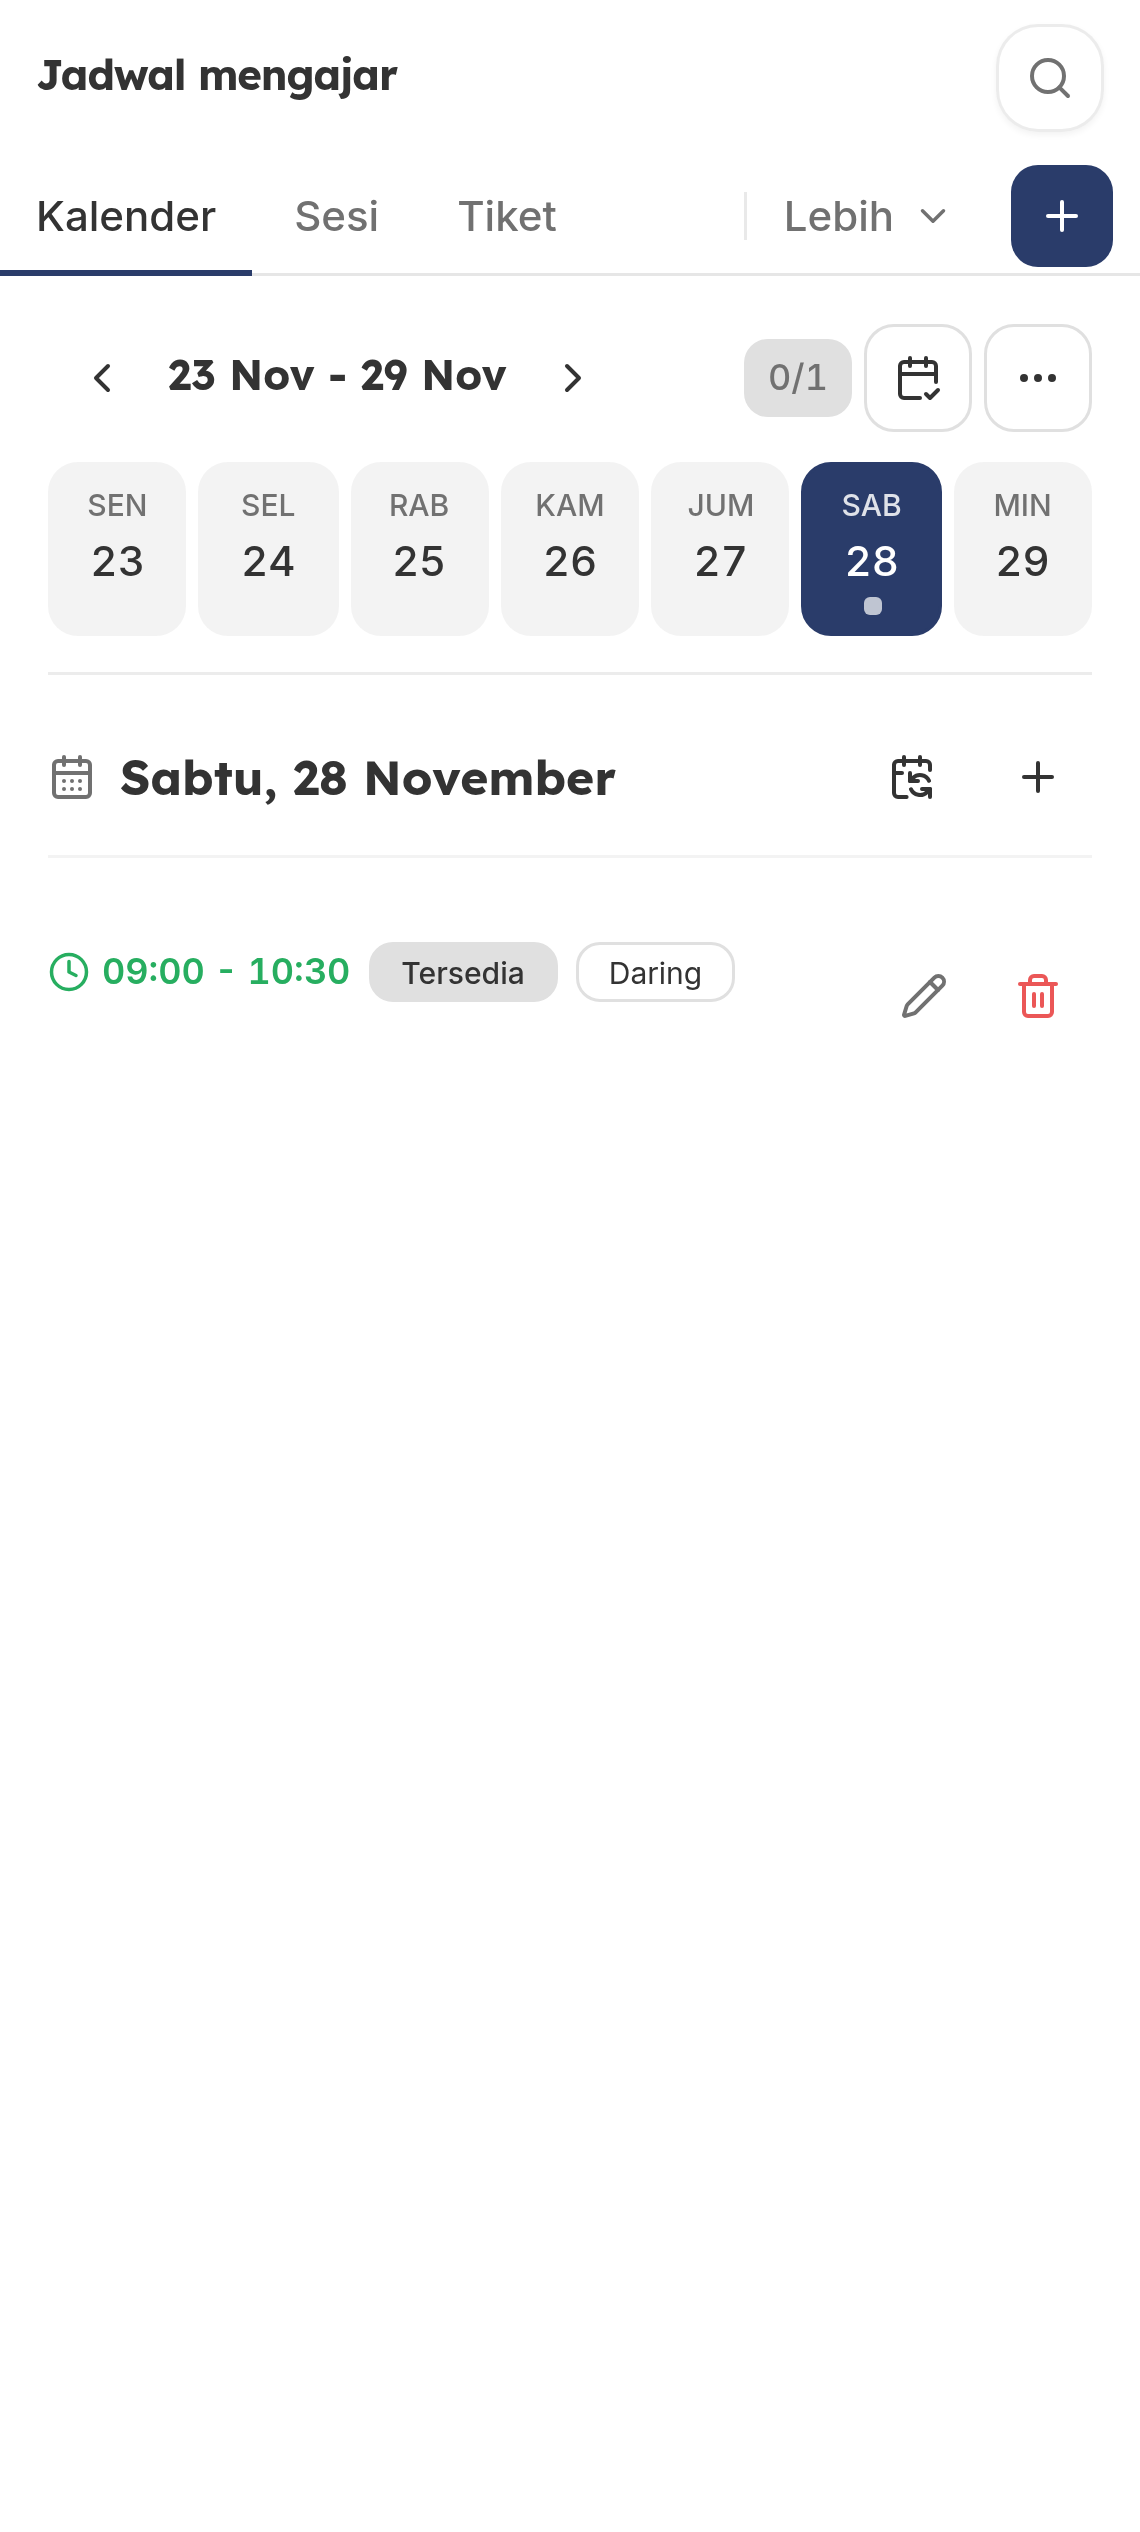 Jadwal mengajar
Kalender Sesi Tiket Lebih
23 Nov - 29 Nov 0/1
SEN SEL RAB KAM JUM SAB MIN
23 24 25 26 27 28 29
Sabtu, 28 November
09:00 - 10:30 Tersedia Daring